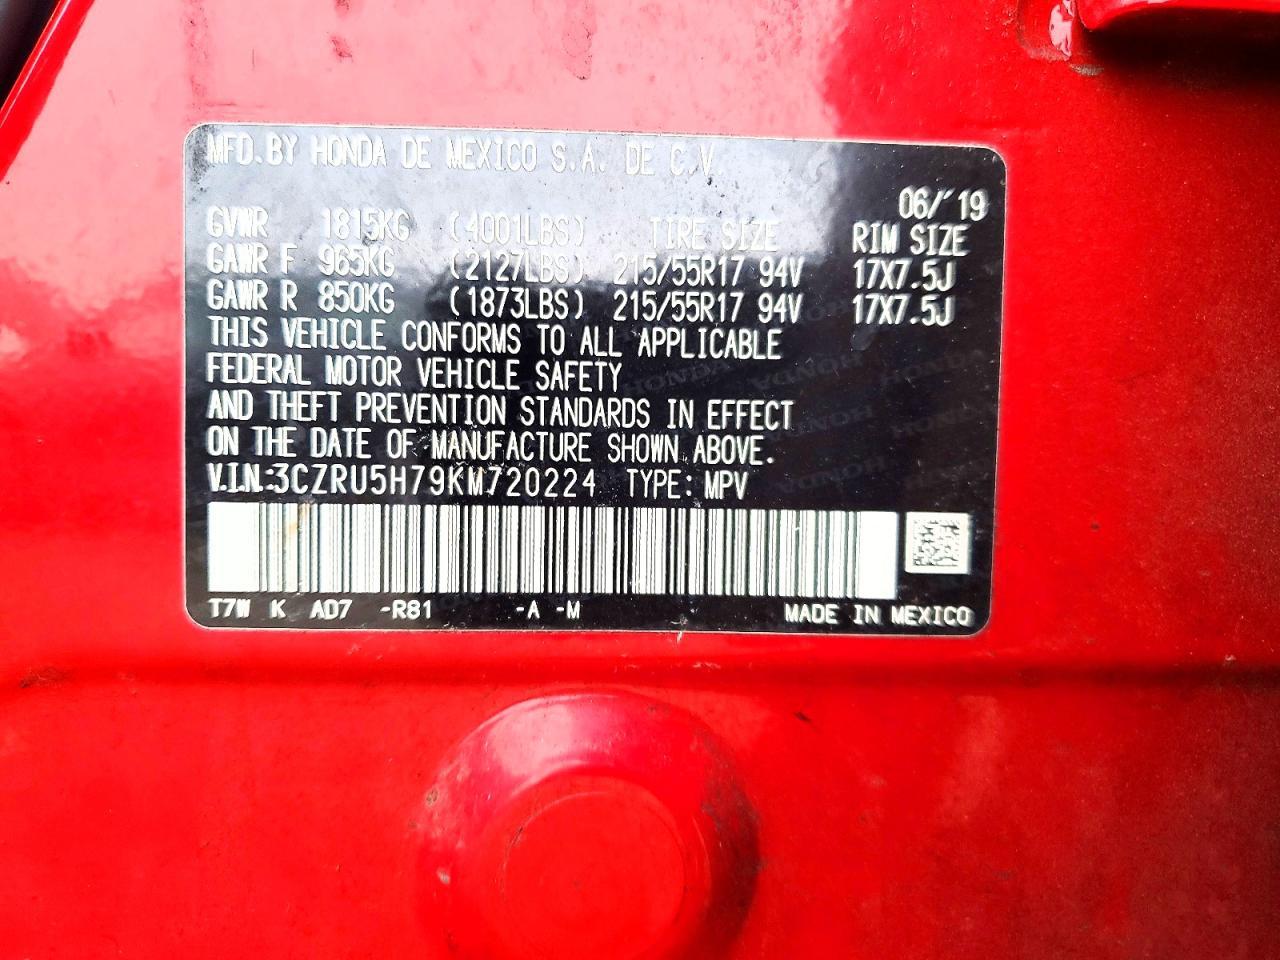 MFD. BY HONDA DE MEXICO S.A. DE C.V.
06/'19
GVWR 1815KG (4001LBS) TIRE SIZE RIM SIZE
GAWR F 965KG (2127LBS) 215/55R17 94V 17X7.5J
GAWR R 850KG (1873LBS) 215/55R17 94V 17X7.5J
THIS VEHICLE CONFORMS TO ALL APPLICABLE
FEDERAL MOTOR VEHICLE SAFETY
AND THEFT PREVENTION STANDARDS IN EFFECT
ON THE DATE OF MANUFACTURE SHOWN ABOVE.
V.I.N:3CZRU5H79KM720224 TYPE: MPV
T7W K AD7 -R81 -A -M MADE IN MEXICO